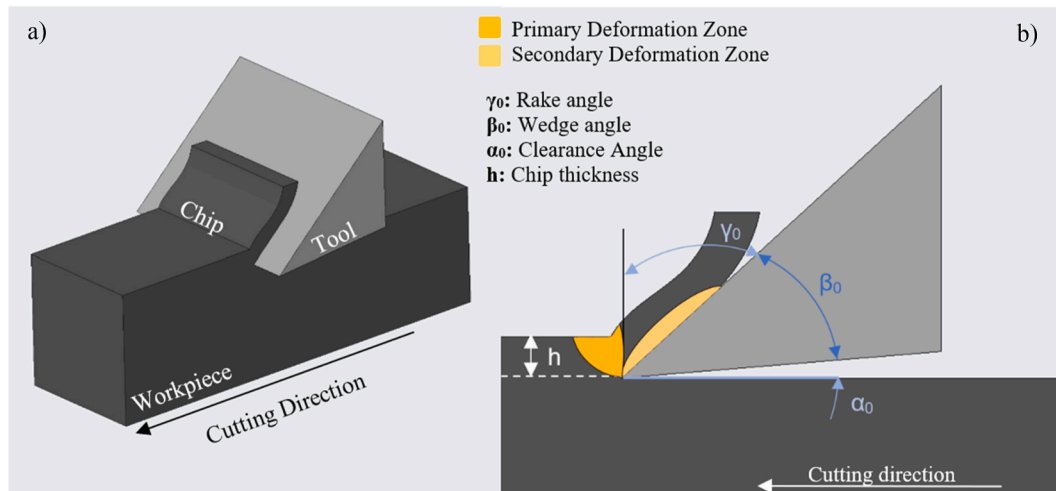 a)
Chip
Tool
Workpiece
Cutting Direction
Primary Deformation Zone
Secondary Deformation Zone
γ₀: Rake angle
β₀: Wedge angle
α₀: Clearance Angle
h: Chip thickness
b)
γ₀
β₀
h
α₀
Cutting direction